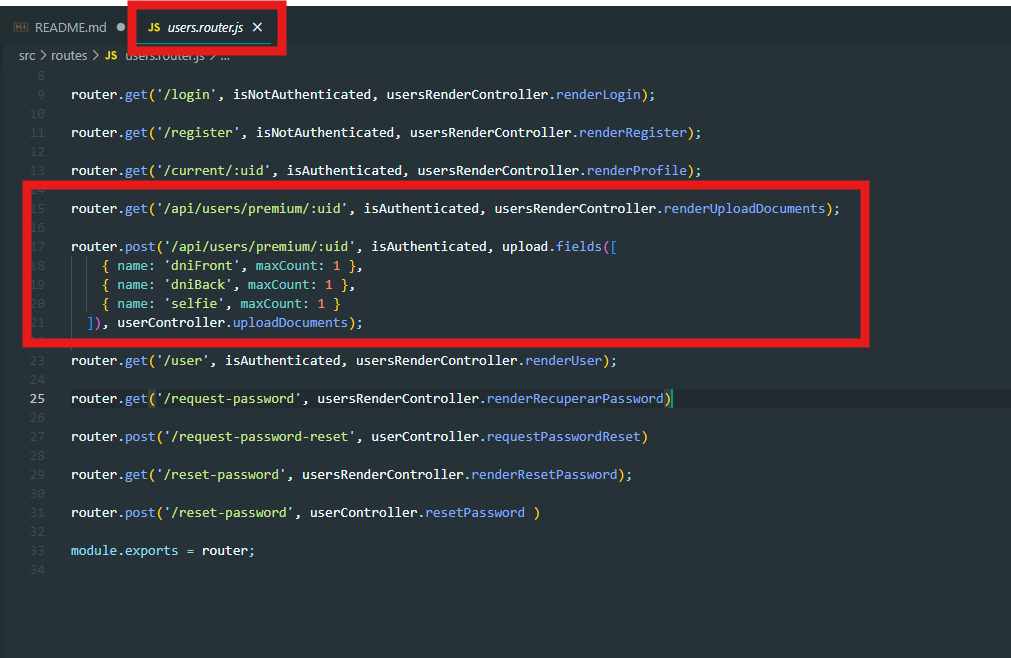 README.md
JS users.router.js
src > routes > JS users.router.js > ...
8
9 router.get('/login', isNotAuthenticated, usersRenderController.renderLogin);
10
11 router.get('/register', isNotAuthenticated, usersRenderController.renderRegister);
12
13 router.get('/current/:uid', isAuthenticated, usersRenderController.renderProfile);
14
15 router.get('/api/users/premium/:uid', isAuthenticated, usersRenderController.renderUploadDocuments);
16
17 router.post('/api/users/premium/:uid', isAuthenticated, upload.fields([
18 { name: 'dniFront', maxCount: 1 },
19 { name: 'dniBack', maxCount: 1 },
20 { name: 'selfie', maxCount: 1 }
21 ]), userController.uploadDocuments);
23 router.get('/user', isAuthenticated, usersRenderController.renderUser);
24
25 router.get('/request-password', usersRenderController.renderRecuperarPassword)
26
27 router.post('/request-password-reset', userController.requestPasswordReset)
28
29 router.get('/reset-password', usersRenderController.renderResetPassword);
30
31 router.post('/reset-password', userController.resetPassword )
32
33 module.exports = router;
34